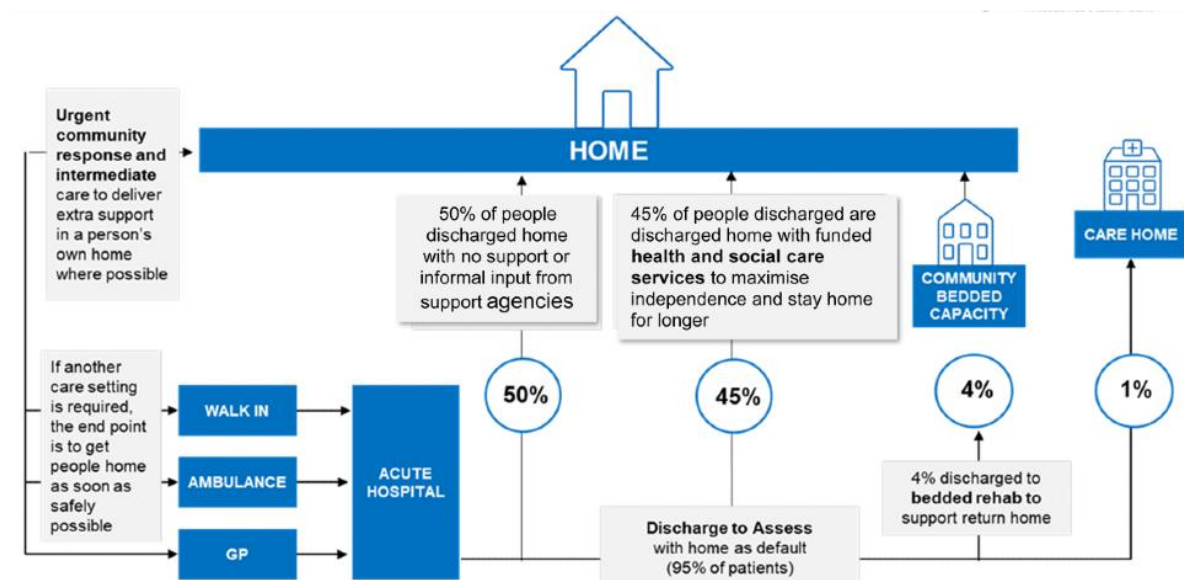 HOME
Urgent
community
response and
intermediate
care to deliver
extra support
in a person's
own home
where possible
50% of people
discharged home
with no support or
informal input from
support agencies
45% of people discharged are
discharged home with funded
health and social care
services to maximise
independence and stay home
for longer
COMMUNITY
BEDDED
CAPACITY
CARE HOME
If another
care setting
is required,
the end point
is to get
people home
as soon as
safely
possible
WALK IN
AMBULANCE
GP
ACUTE
HOSPITAL
50%
45%
4%
1%
Discharge to Assess
with home as default
(95% of patients)
4% discharged to
bedded rehab to
support return home